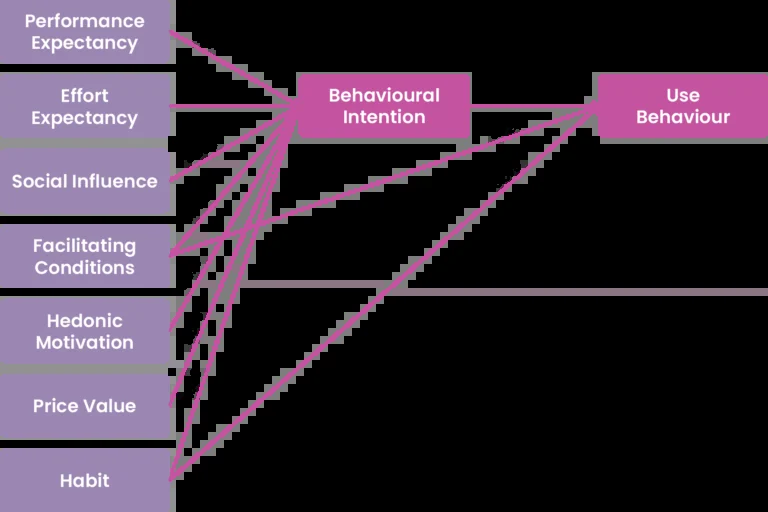 Performance
Expectancy
Effort
Expectancy
Behavioural
Intention
Use
Behaviour
Social Influence
Facilitating
Conditions
Hedonic
Motivation
Price Value
Habit